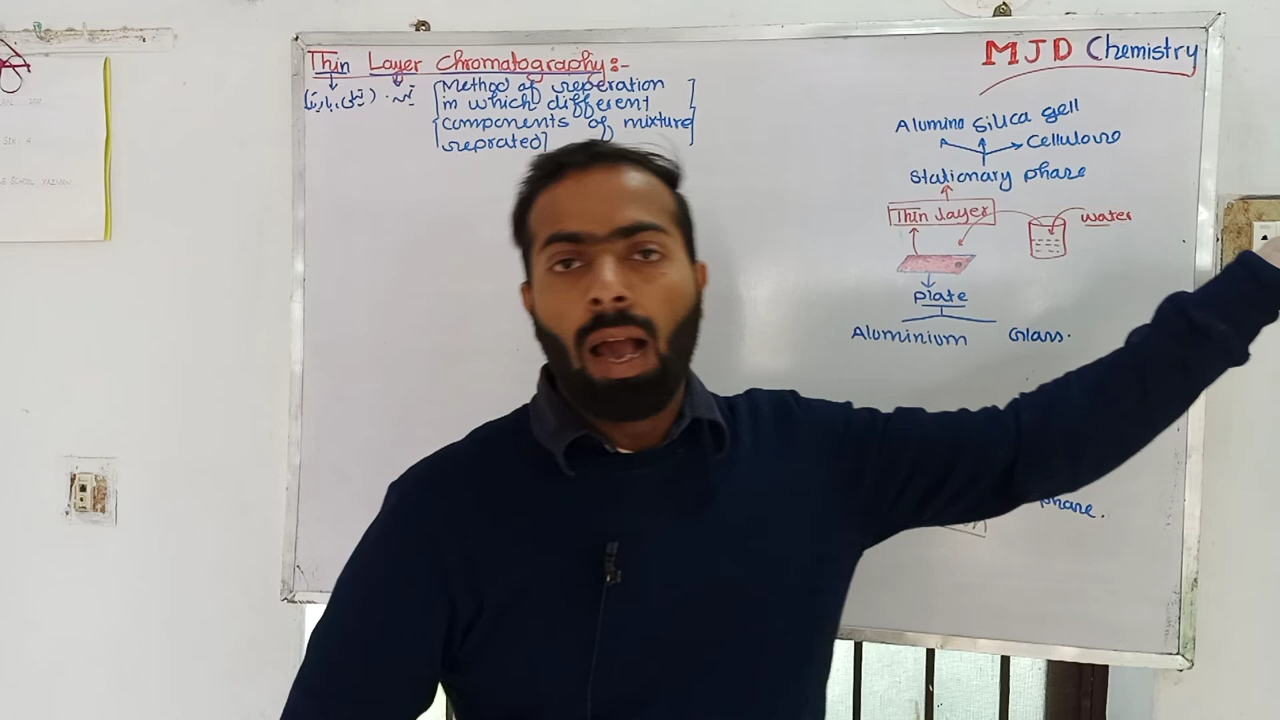 Thin Layer Chromatography:-
تہہ
Method of seperation
in which different
components of mixture
seprated
MJD Chemistry
Alumina Silica gell
Cellulose
Stationary phase
Thin layer
water
plate
Aluminium Glass.
phase.